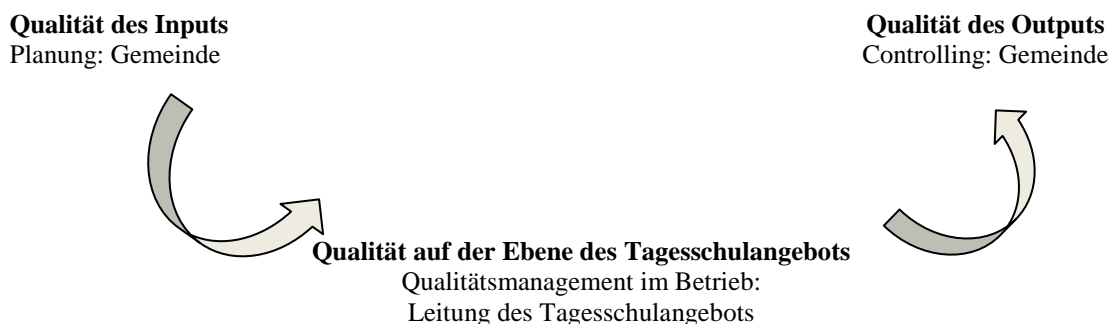 Qualität des Inputs
Planung: Gemeinde
Qualität des Outputs
Controlling: Gemeinde
Qualität auf der Ebene des Tagesschulangebots
Qualitätsmanagement im Betrieb:
Leitung des Tagesschulangebots